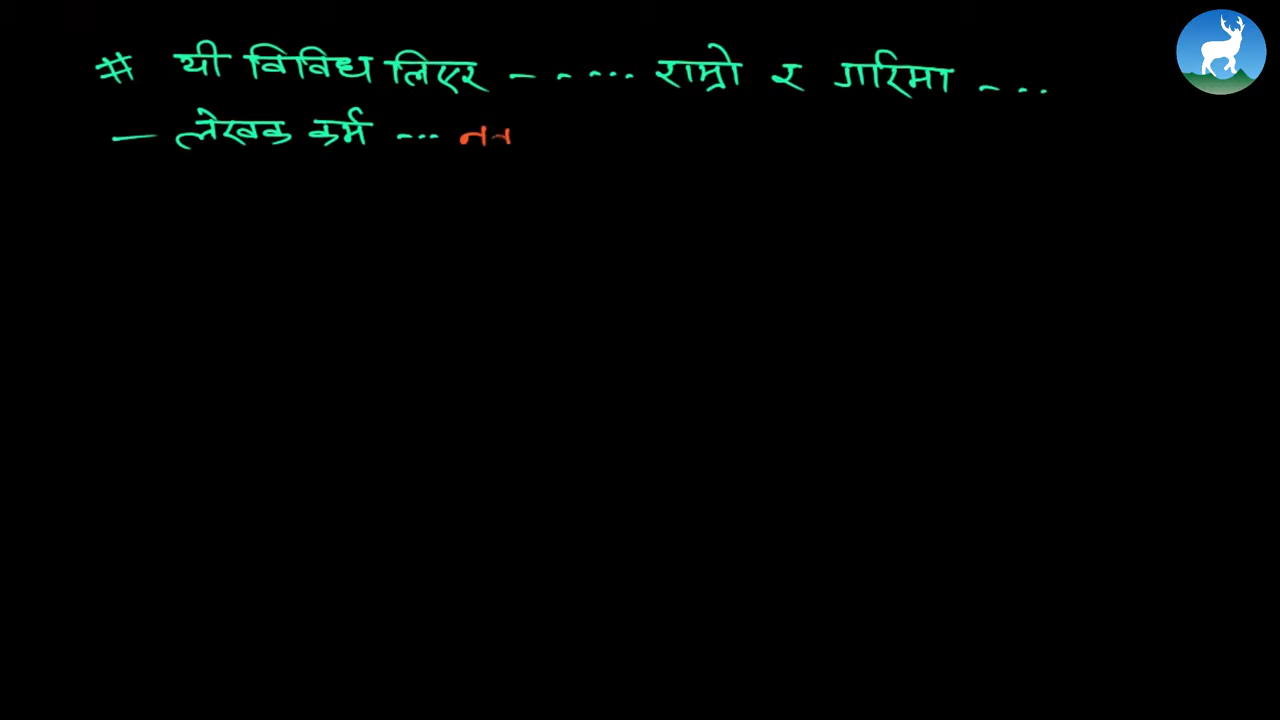 # यी विविध लिएर - - - ... राम्रो र गरिमा - ...
— लेखक कर्म - ...